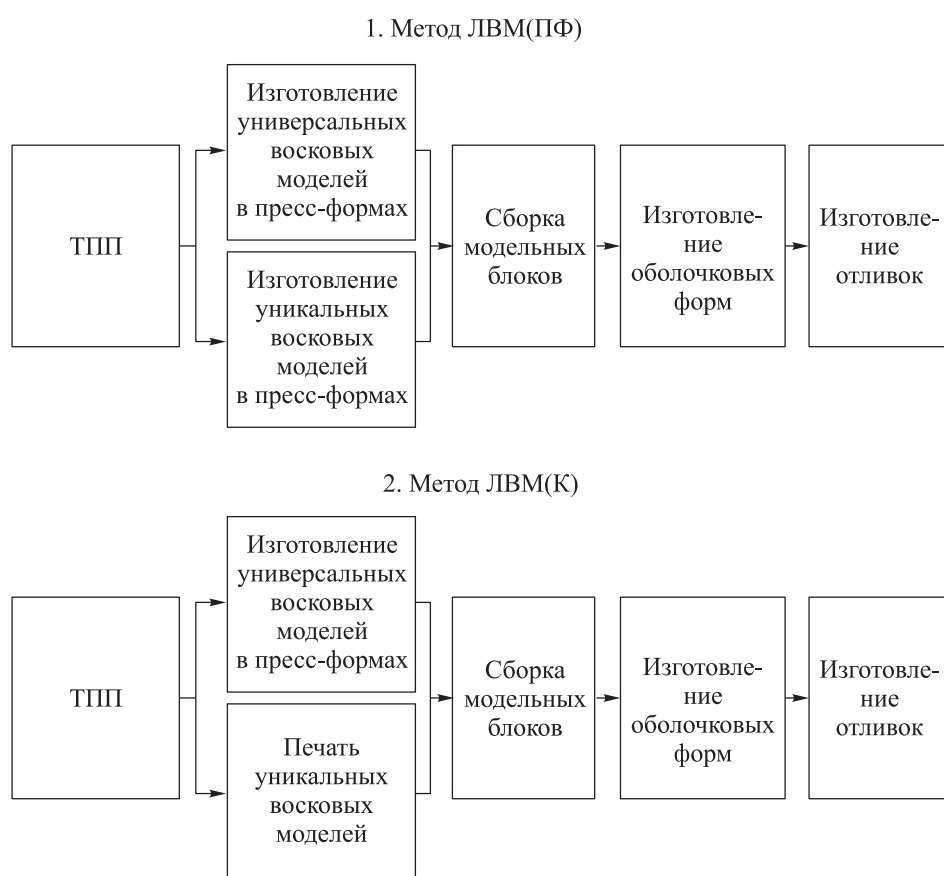 1. Метод ЛВМ(ПФ)
ТПП
Изготовление
универсальных
восковых
моделей
в пресс-формах
Изготовление
уникальных
восковых
моделей
в пресс-формах
Сборка
модельных
блоков
Изготовле-
ние
оболочковых
форм
Изготовле-
ние
отливок
2. Метод ЛВМ(К)
ТПП
Изготовление
универсальных
восковых
моделей
в пресс-формах
Печать
уникальных
восковых
моделей
Сборка
модельных
блоков
Изготовле-
ние
оболочковых
форм
Изготовле-
ние
отливок